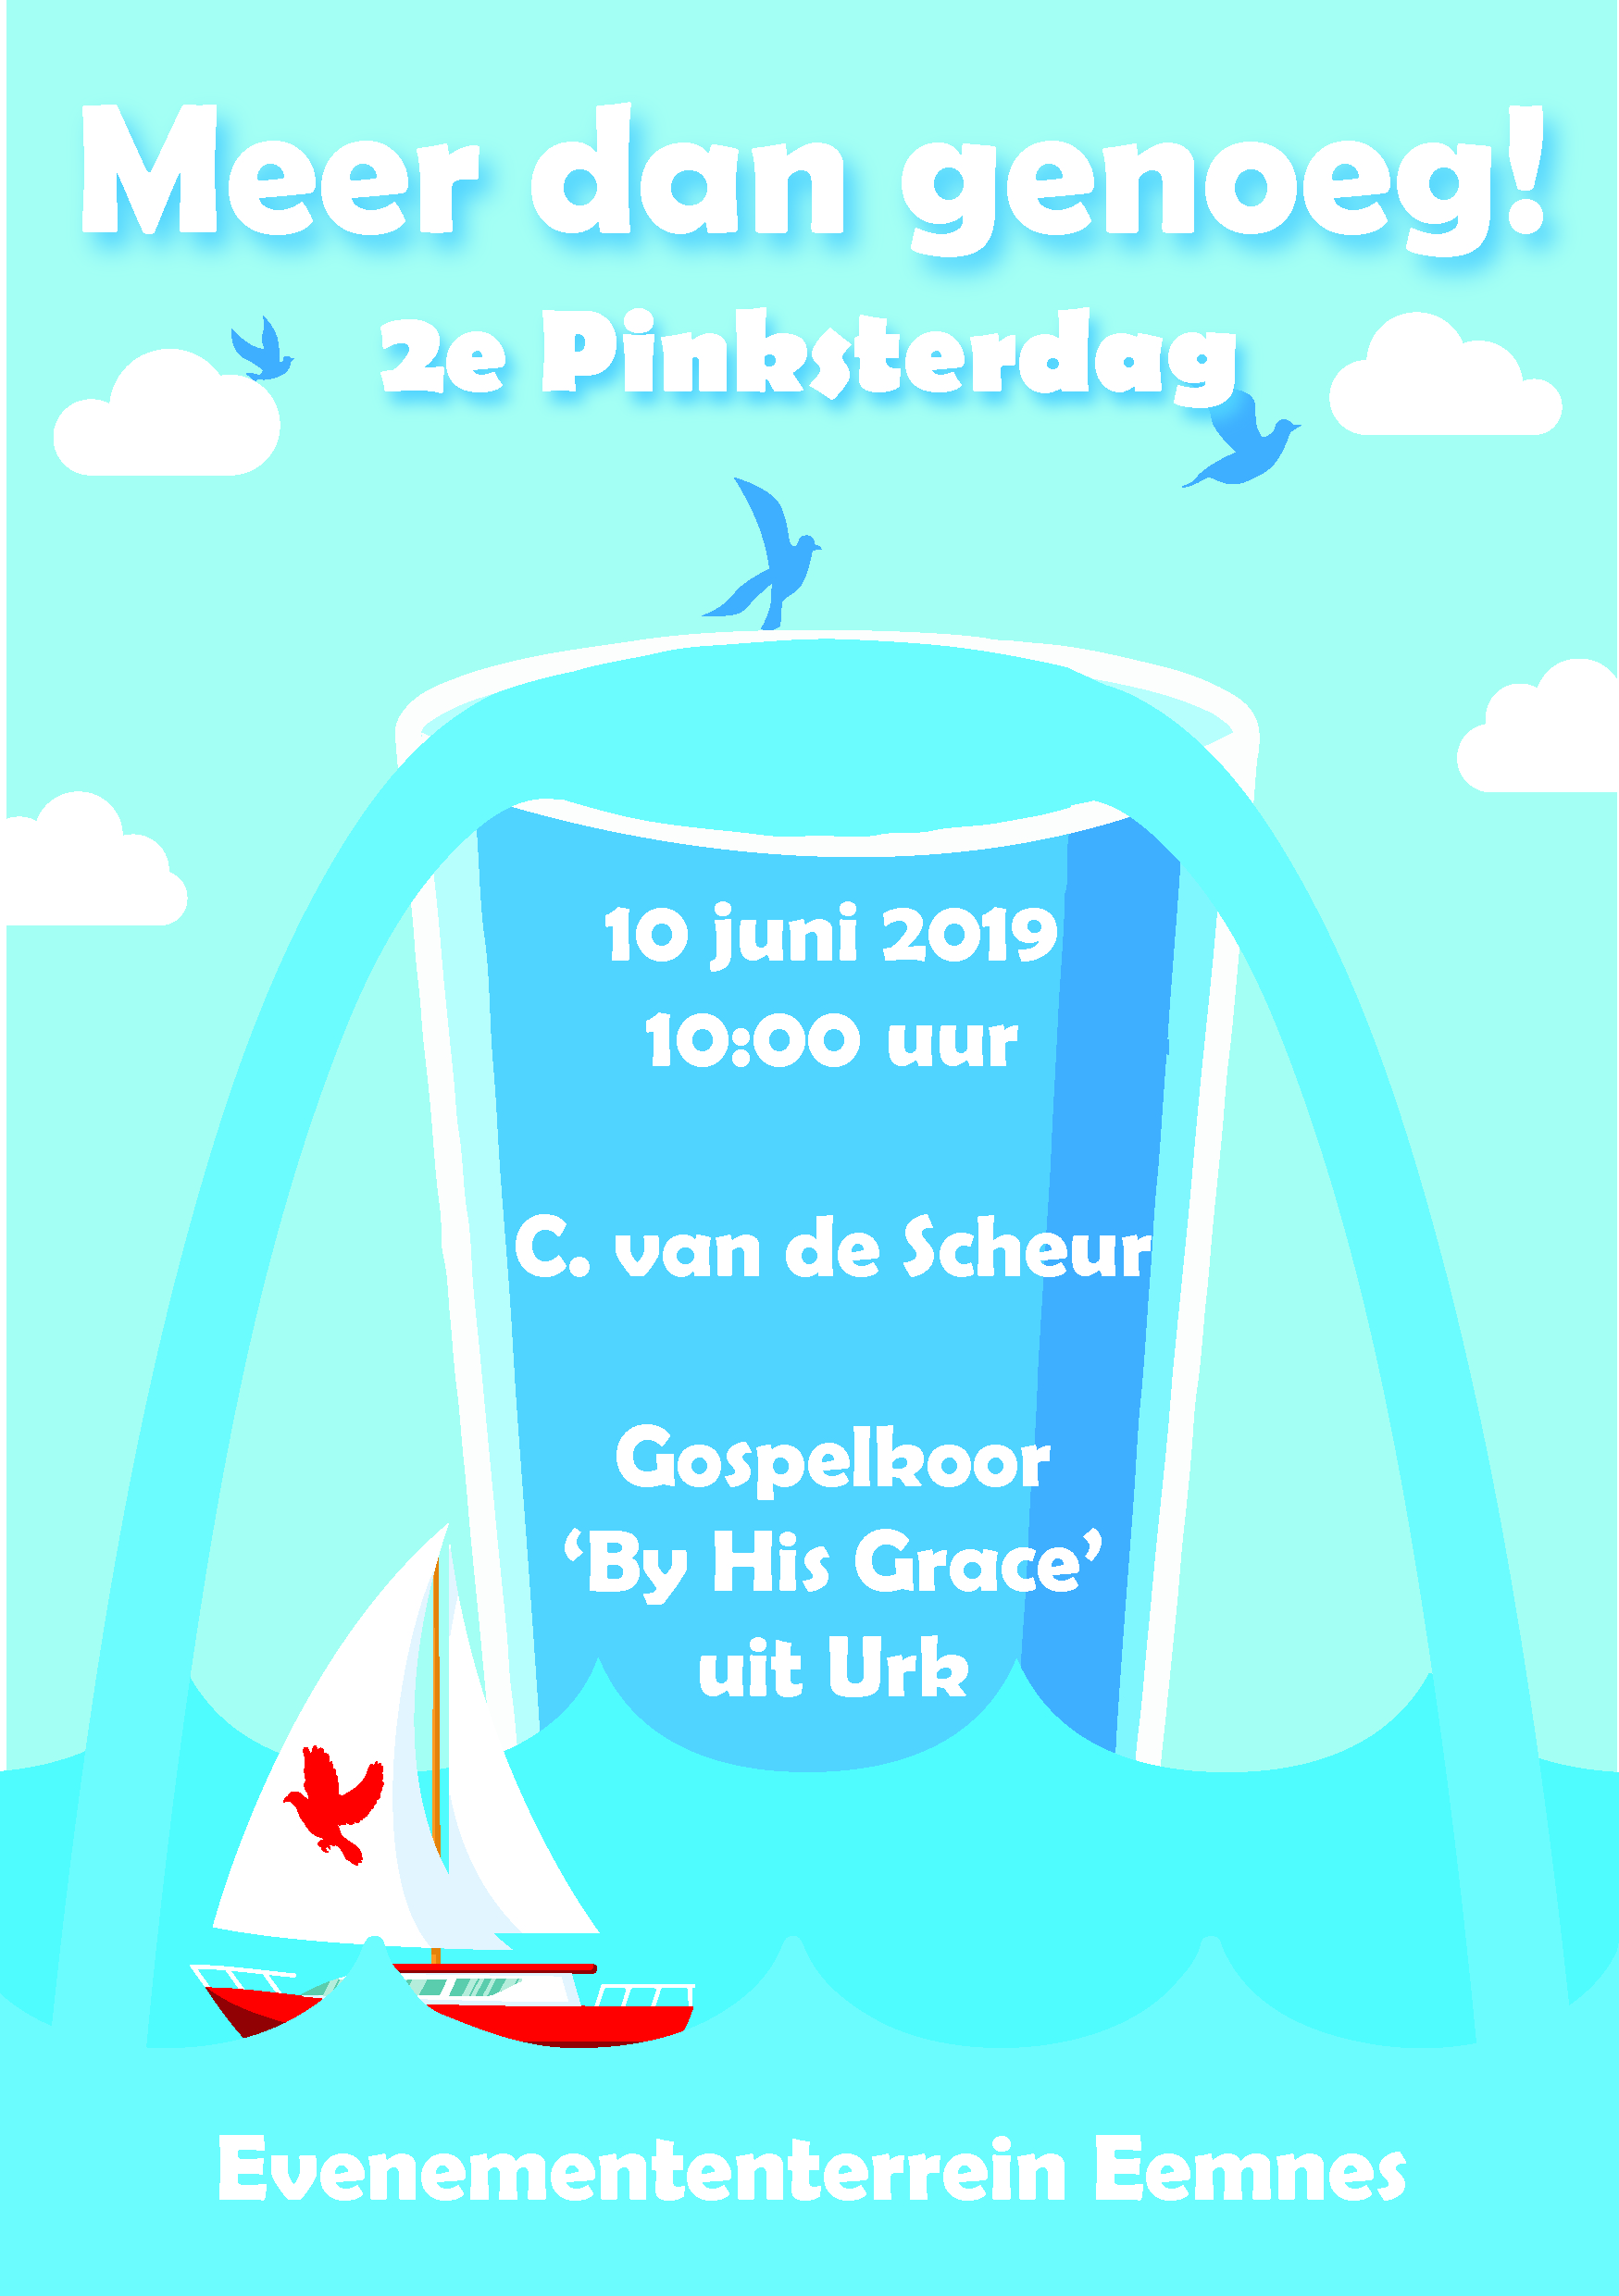 Meer dan genoeg!
2e Pinksterdag
10 juni 2019
10:00 uur
C. van de Scheur
Gospelkoor
‘By His Grace’
uit Urk
Evenemententerrein Eemnes